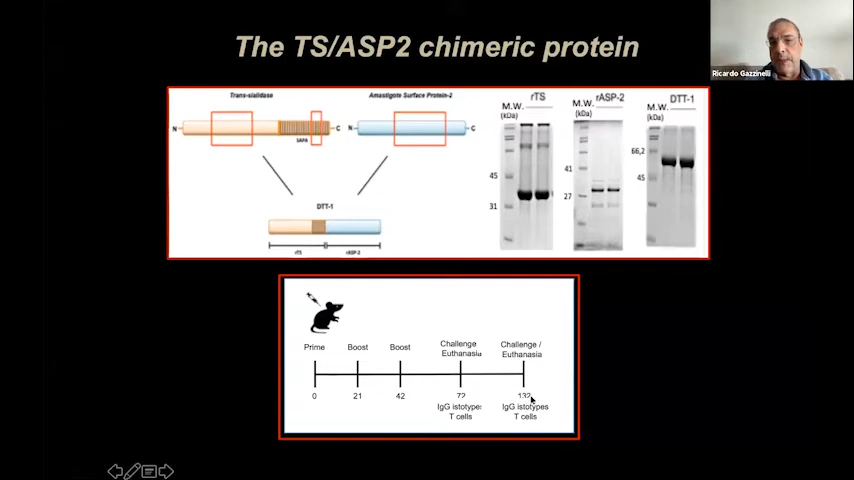 The TS/ASP2 chimeric protein
Ricardo Gazzinelli
Trans-sialidase
Amastigote Surface Protein-2
N
C
N
C
SAPA
DTT-1
rTS
rASP-2
rTS
M.W.
(kDa)
45
31
rASP-2
M.W.
(kDa)
41
27
DTT-1
M.W.
(kDa)
66,2
45
Prime
Boost
Boost
Challenge
Euthanasia
Challenge /
Euthanasia
0
21
42
72
132
IgG istotypes
T cells
IgG istotypes
T cells